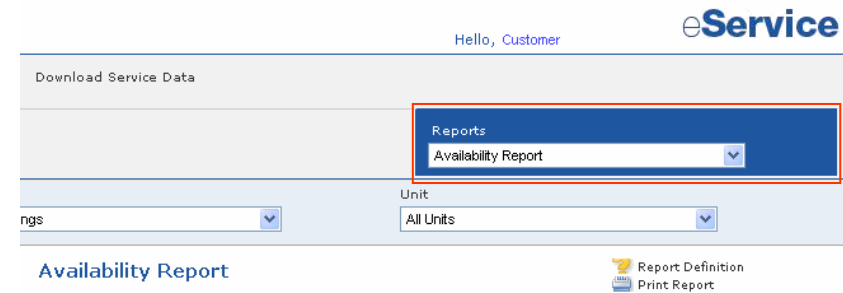 eService
Hello, Customer
Download Service Data
Reports
Availability Report
Unit
ngs
All Units
Availability Report
Report Definition
Print Report